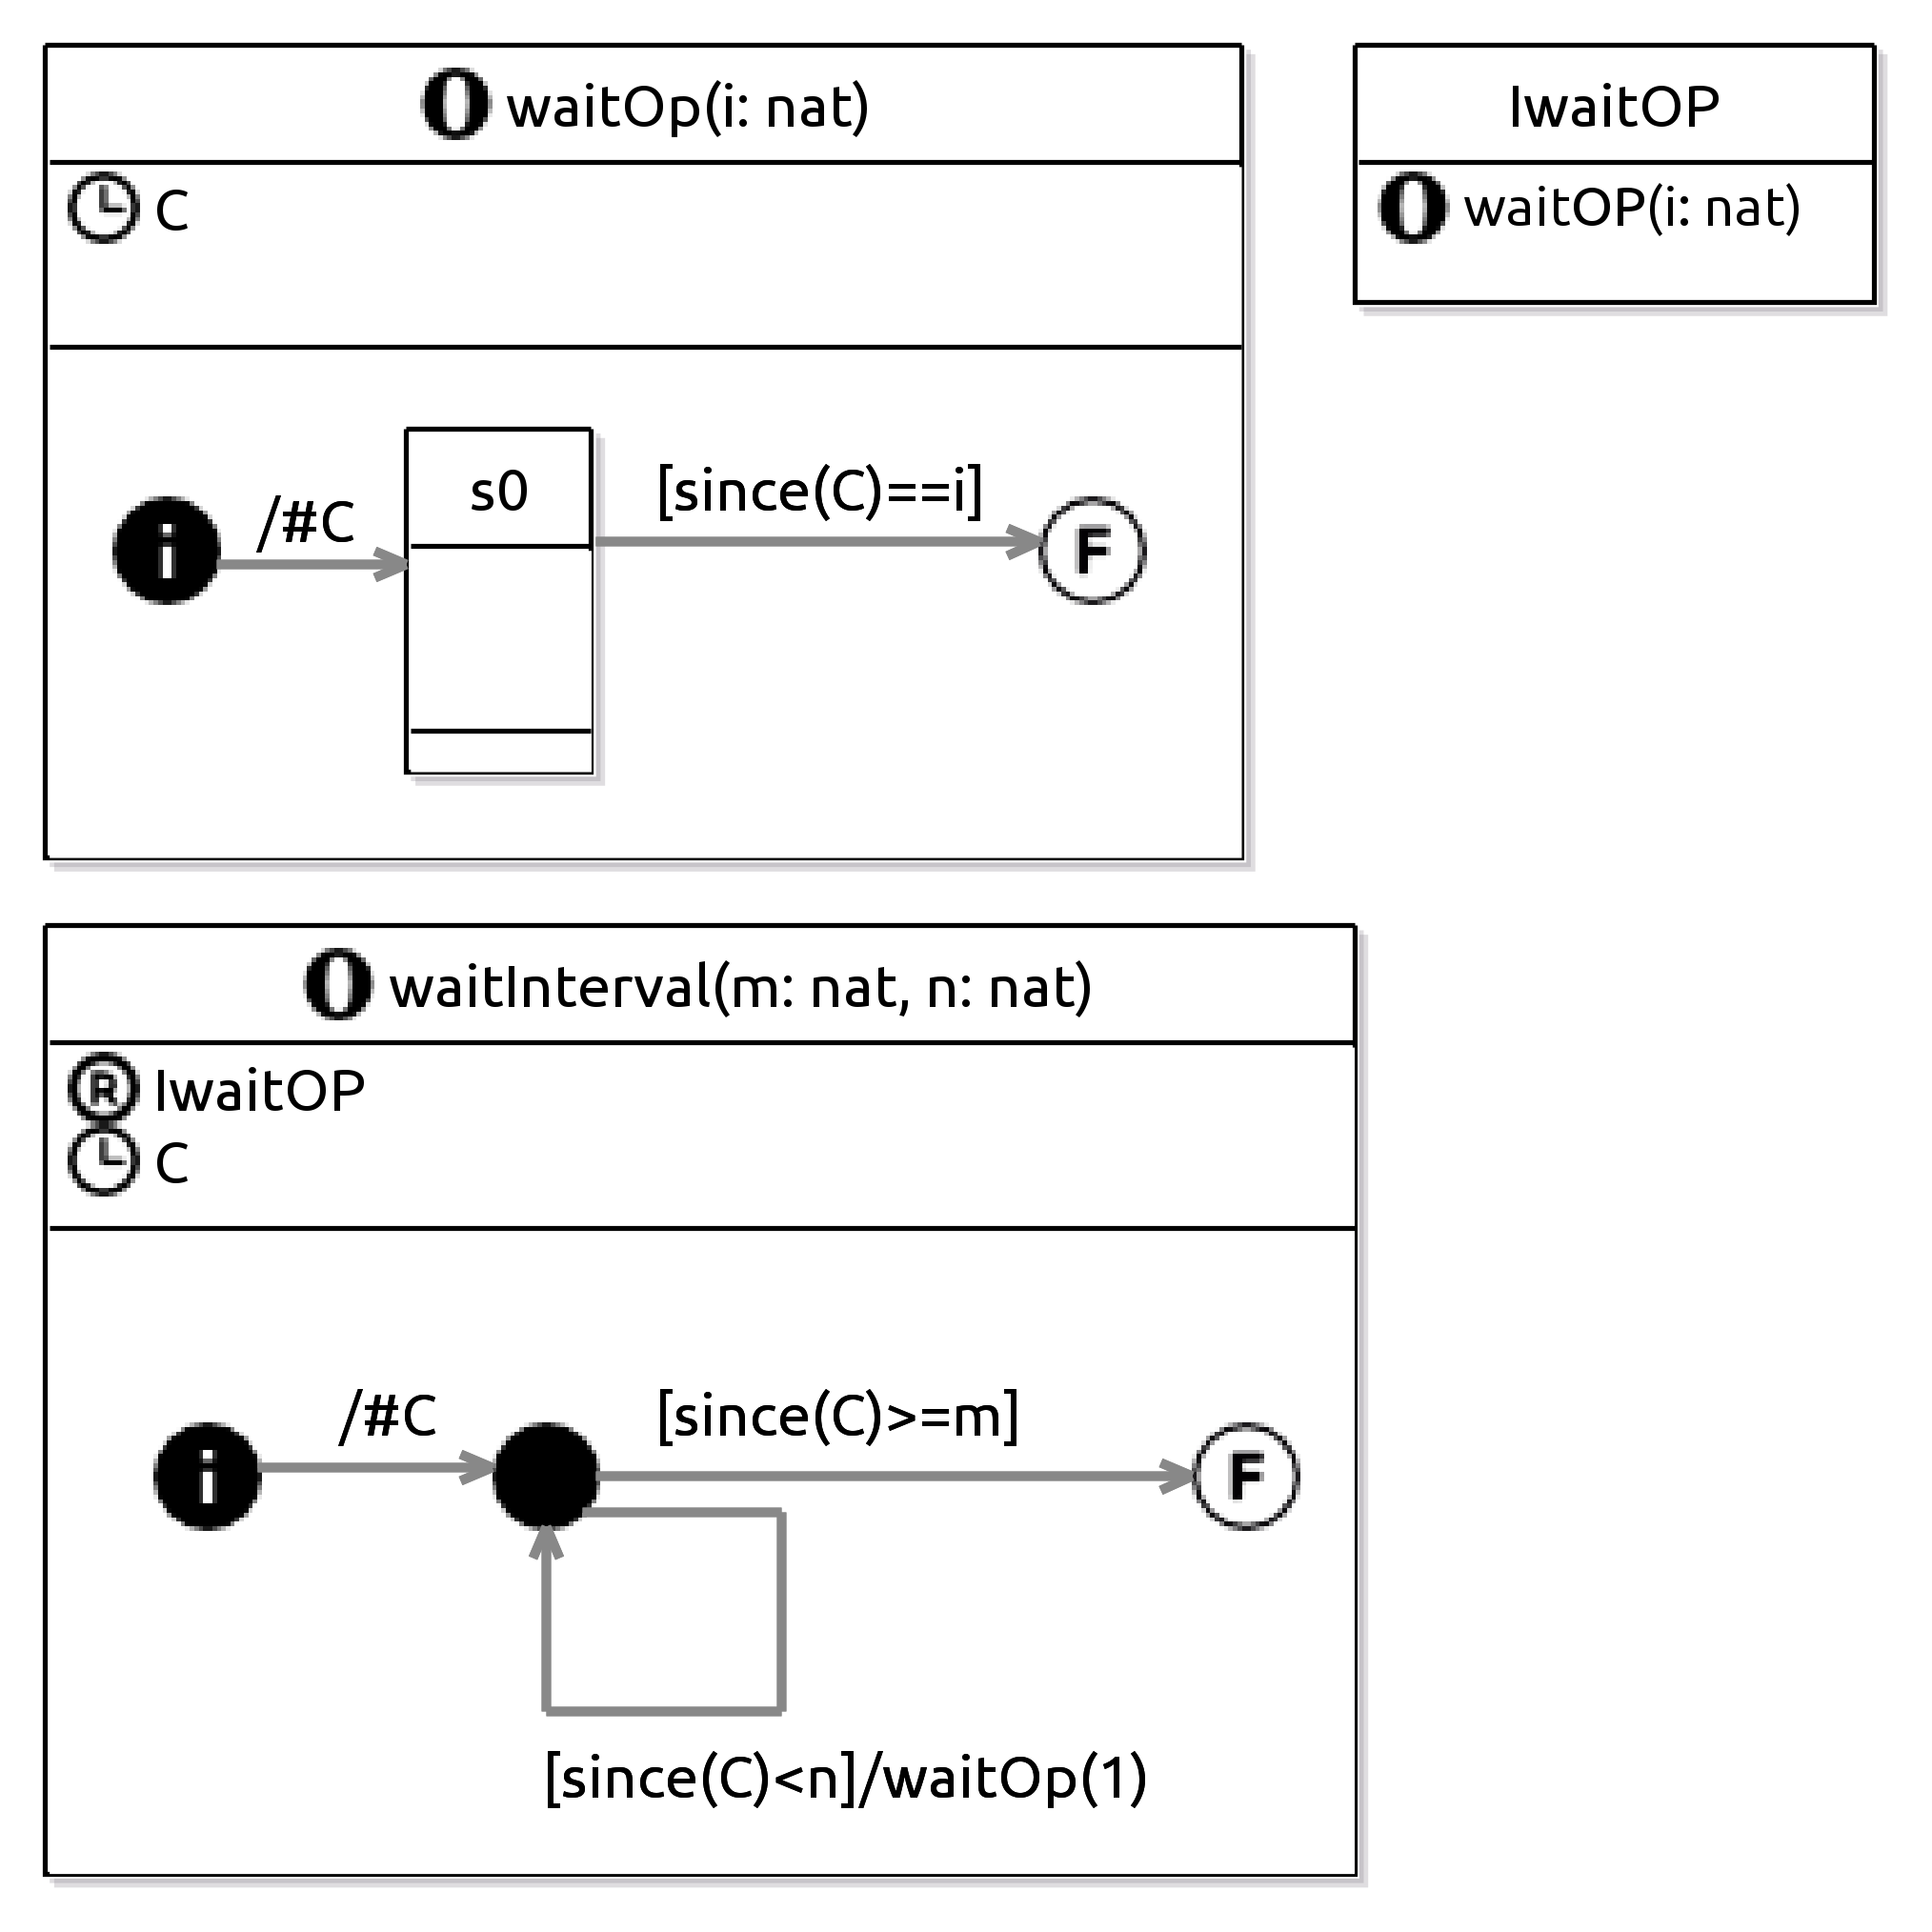 O waitOp(i: nat)
C
/#C
i
s0
[since(C)==i]
F
IwaitOP
O waitOP(i: nat)
O waitInterval(m: nat, n: nat)
R IwaitOP
C
i
/#C
[since(C)>=m]
F
[since(C)<n]/waitOp(1)